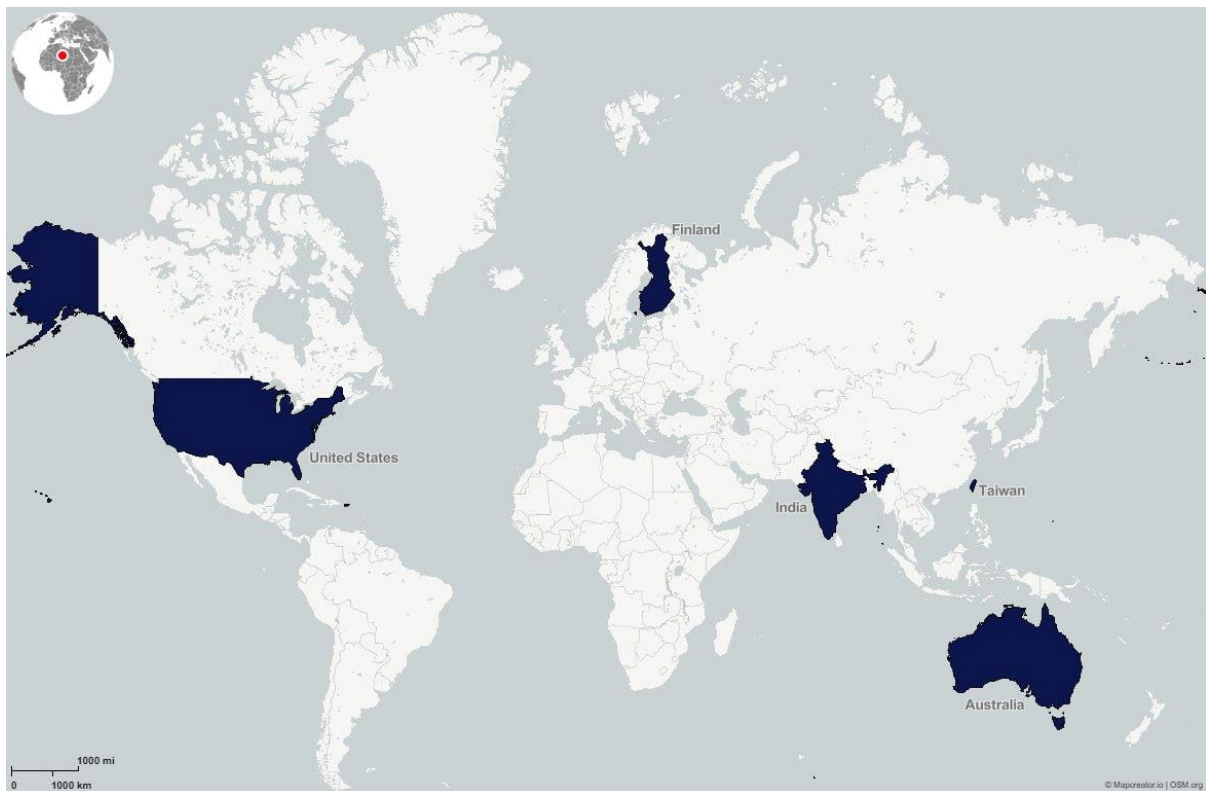 Finland
United States
India
Taiwan
Australia
1000 mi
0 1000 km
© Mapcreator.io | OSM.org